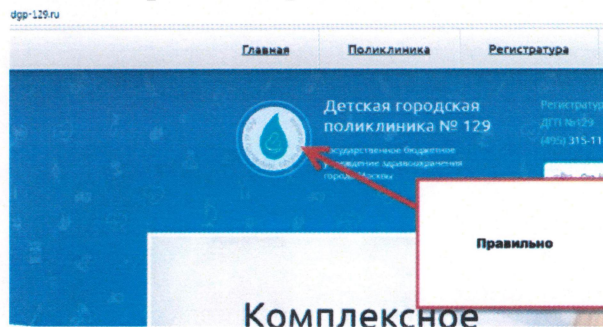 dgp-129.ru
Главная Поликлиника Регистратура
Детская городская
поликлиника № 129
Государственное бюджетное
учреждение здравоохранения
города Москвы
Регистратур
ДГП №129
(495) 315-11
Правильно
Комплексное